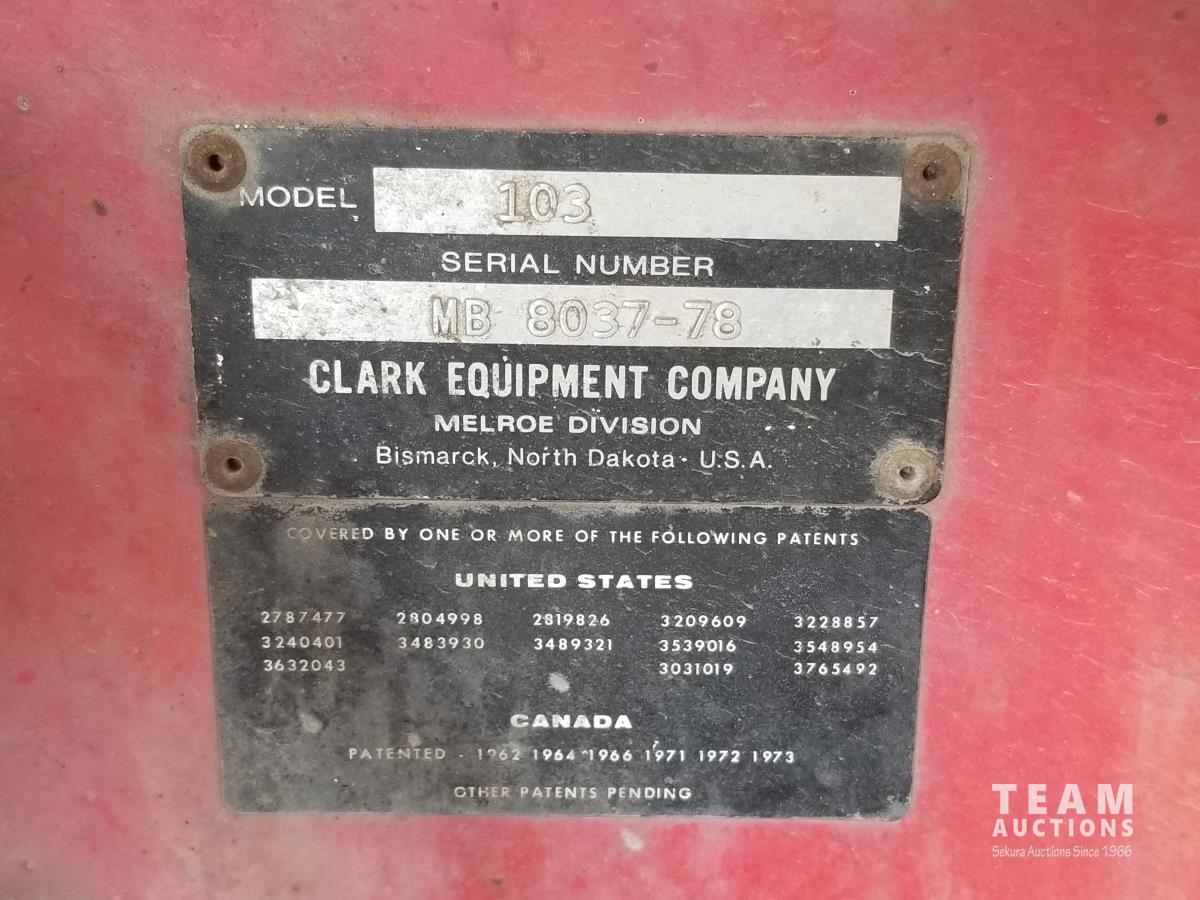 MODEL 103
SERIAL NUMBER
MB 8037-78
CLARK EQUIPMENT COMPANY
MELROE DIVISION
Bismarck, North Dakota - U.S.A.
COVERED BY ONE OR MORE OF THE FOLLOWING PATENTS
UNITED STATES
2787477 2804998 2819826 3209609 3228857
3240401 3483930 3489321 3539016 3548954
3632043 3031019 3765492
CANADA
PATENTED - 1962 1964 1966 1971 1972 1973
OTHER PATENTS PENDING
TEAM
AUCTIONS
Sekura Auctions Since 1966